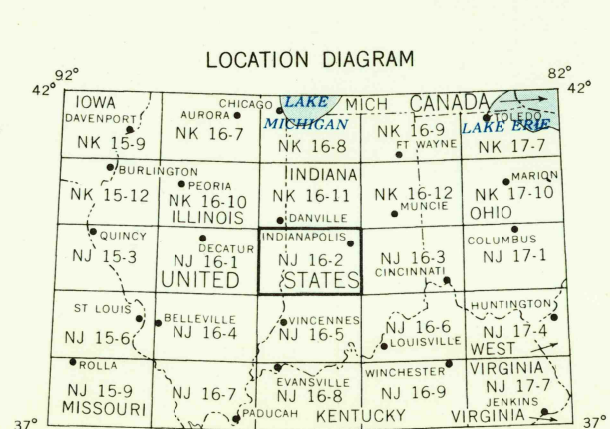 LOCATION DIAGRAM
92° 82°
42° 42°
IOWA CHICAGO LAKE MICH CANADA
DAVENPORT AURORA MICHIGAN TOLEDO
NK 15-9 NK 16-7 NK 16-8 NK 16-9 LAKE ERIE
FT WAYNE NK 17-7
BURLINGTON INDIANA MARION
NK 15-12 PEORIA NK 16-11 NK 16-12 NK 17-10
NK 16-10 MUNCIE OHIO
ILLINOIS DANVILLE
QUINCY INDIANAPOLIS COLUMBUS
NJ 15-3 DECATUR NJ 16-2 NJ 16-3 NJ 17-1
NJ 16-1 CINCINNATI
UNITED STATES
ST LOUIS BELLEVILLE VINCENNES HUNTINGTON
NJ 15-6 NJ 16-4 NJ 16-5 NJ 16-6 NJ 17-4
LOUISVILLE WEST
ROLLA EVANSVILLE WINCHESTER VIRGINIA
NJ 15-9 NJ 16-7 NJ 16-8 NJ 16-9 NJ 17-7
MISSOURI PADUCAH KENTUCKY JENKINS
VIRGINIA
37° 37°